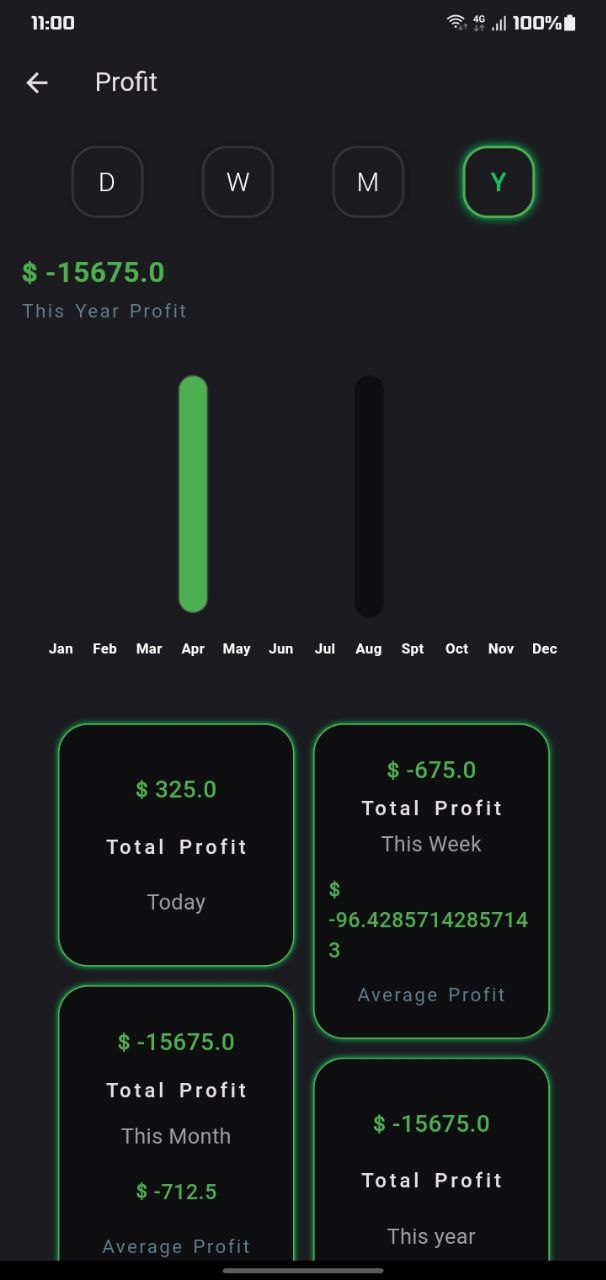 11:00
4G
100%
Profit
D W M Y
$ -15675.0
This Year Profit
Jan Feb Mar Apr May Jun Jul Aug Spt Oct Nov Dec
$ 325.0
Total Profit
Today
$ -675.0
Total Profit
This Week
$
-96.4285714285714
3
Average Profit
$ -15675.0
Total Profit
This Month
$ -712.5
Average Profit
$ -15675.0
Total Profit
This year